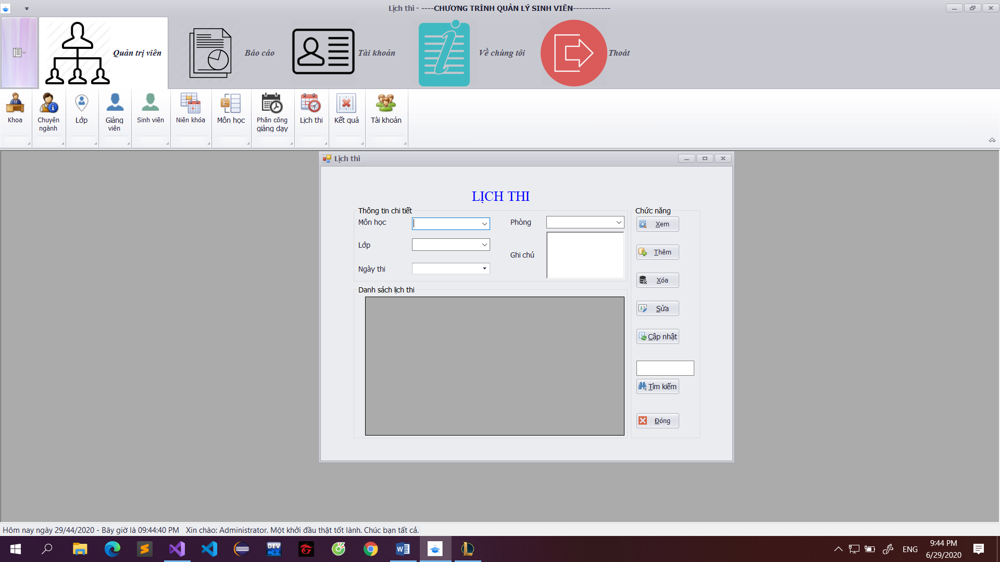 Lịch thi - ----CHƯƠNG TRÌNH QUẢN LÝ SINH VIÊN------------
Quản trị viên
Báo cáo
Tài khoản
Về chúng tôi
Thoát
Khoa
Chuyên
ngành
Lớp
Giảng
viên
Sinh viên
Niên khóa
Môn học
Phân công
giảng dạy
Lịch thi
Kết quả
Tài khoản
Lịch thi
LỊCH THI
Thông tin chi tiết
Môn học
Phòng
Lớp
Ghi chú
Ngày thi
Danh sách lịch thi
Chức năng
Xem
Thêm
Xóa
Sửa
Cập nhật
Tìm kiếm
Đóng
Hôm nay ngày 29/44/2020 - Bây giờ là 09:44:40 PM Xin chào: Administrator. Một khởi đầu thật tốt lành. Chúc bạn tất cả.
DEV
C++
ENG
9:44 PM
6/29/2020